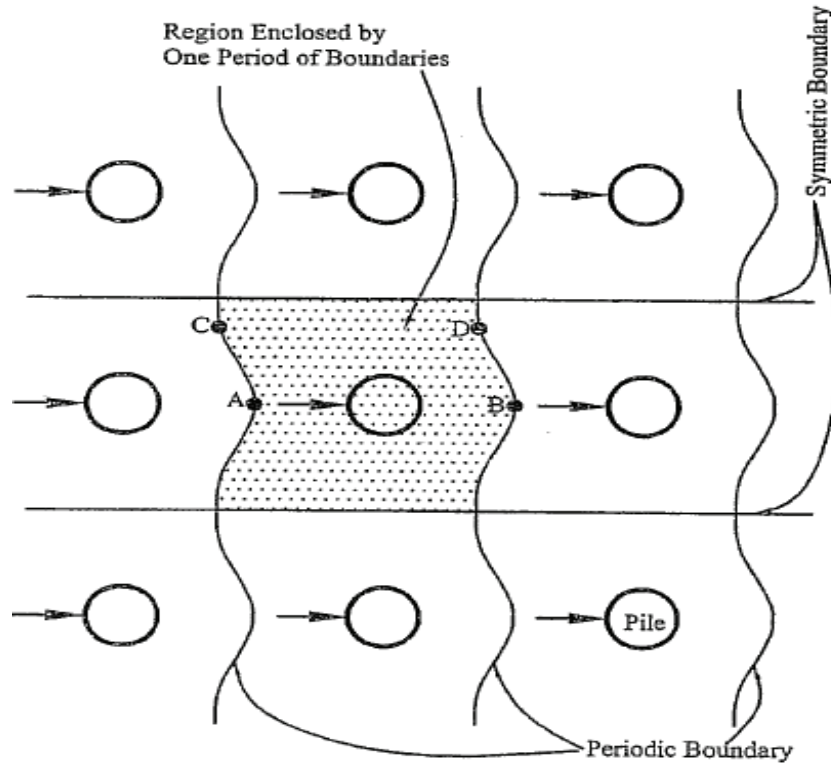 Region Enclosed by
One Period of Boundaries
Symmetric Boundary
C
D
A
B
Pile
Periodic Boundary